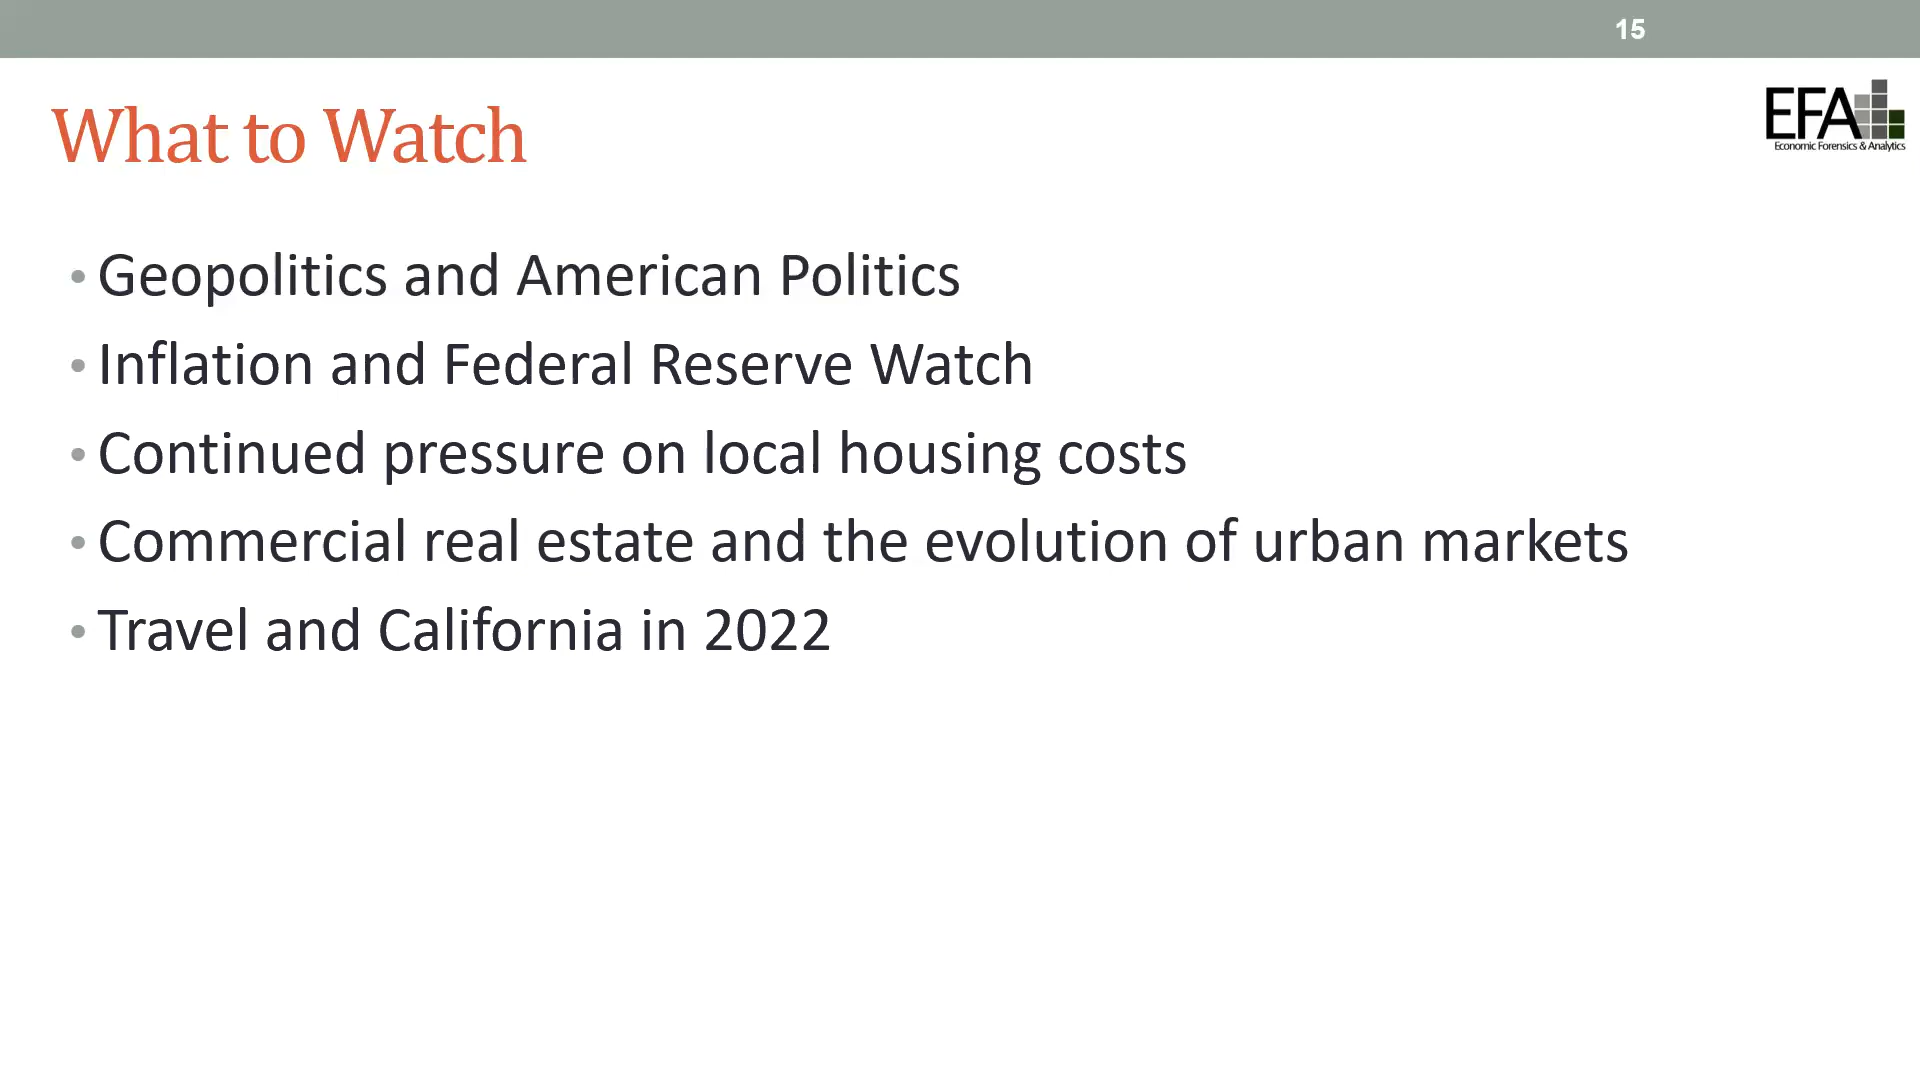 15
What to Watch
EFA
Economic Forensics & Analytics
• Geopolitics and American Politics
• Inflation and Federal Reserve Watch
• Continued pressure on local housing costs
• Commercial real estate and the evolution of urban markets
• Travel and California in 2022